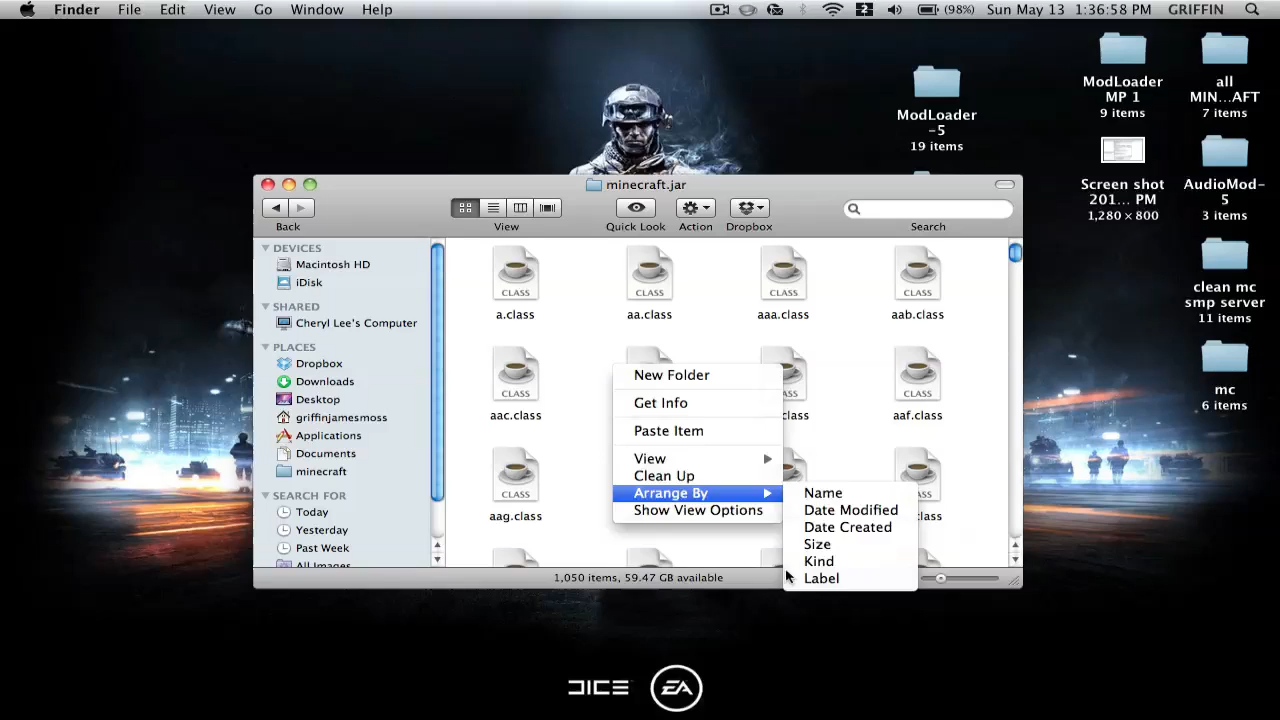 Finder File Edit View Go Window Help
2 (98%) Sun May 13 1:36:58 PM GRIFFIN
ModLoader
-5
19 items
ModLoader
MP 1
9 items
all
MIN...AFT
7 items
Screen shot
201... PM
1,280 × 800
AudioMod-
5
3 items
clean mc
smp server
11 items
mc
6 items
minecraft.jar
Back View Quick Look Action Dropbox Search
DEVICES
Macintosh HD
iDisk
SHARED
Cheryl Lee's Computer
PLACES
Dropbox
Downloads
Desktop
griffinjamesmoss
Applications
Documents
minecraft
SEARCH FOR
Today
Yesterday
Past Week
All Images
CLASS CLASS CLASS CLASS
a.class aa.class aaa.class aab.class
CLASS CLASS
aac.class .class aaf.class
CLASS
aag.class .class
New Folder
Get Info
Paste Item
View
Clean Up
Arrange By
Show View Options
Name
Date Modified
Date Created
Size
Kind
Label
1,050 items, 59.47 GB available
DICE EA